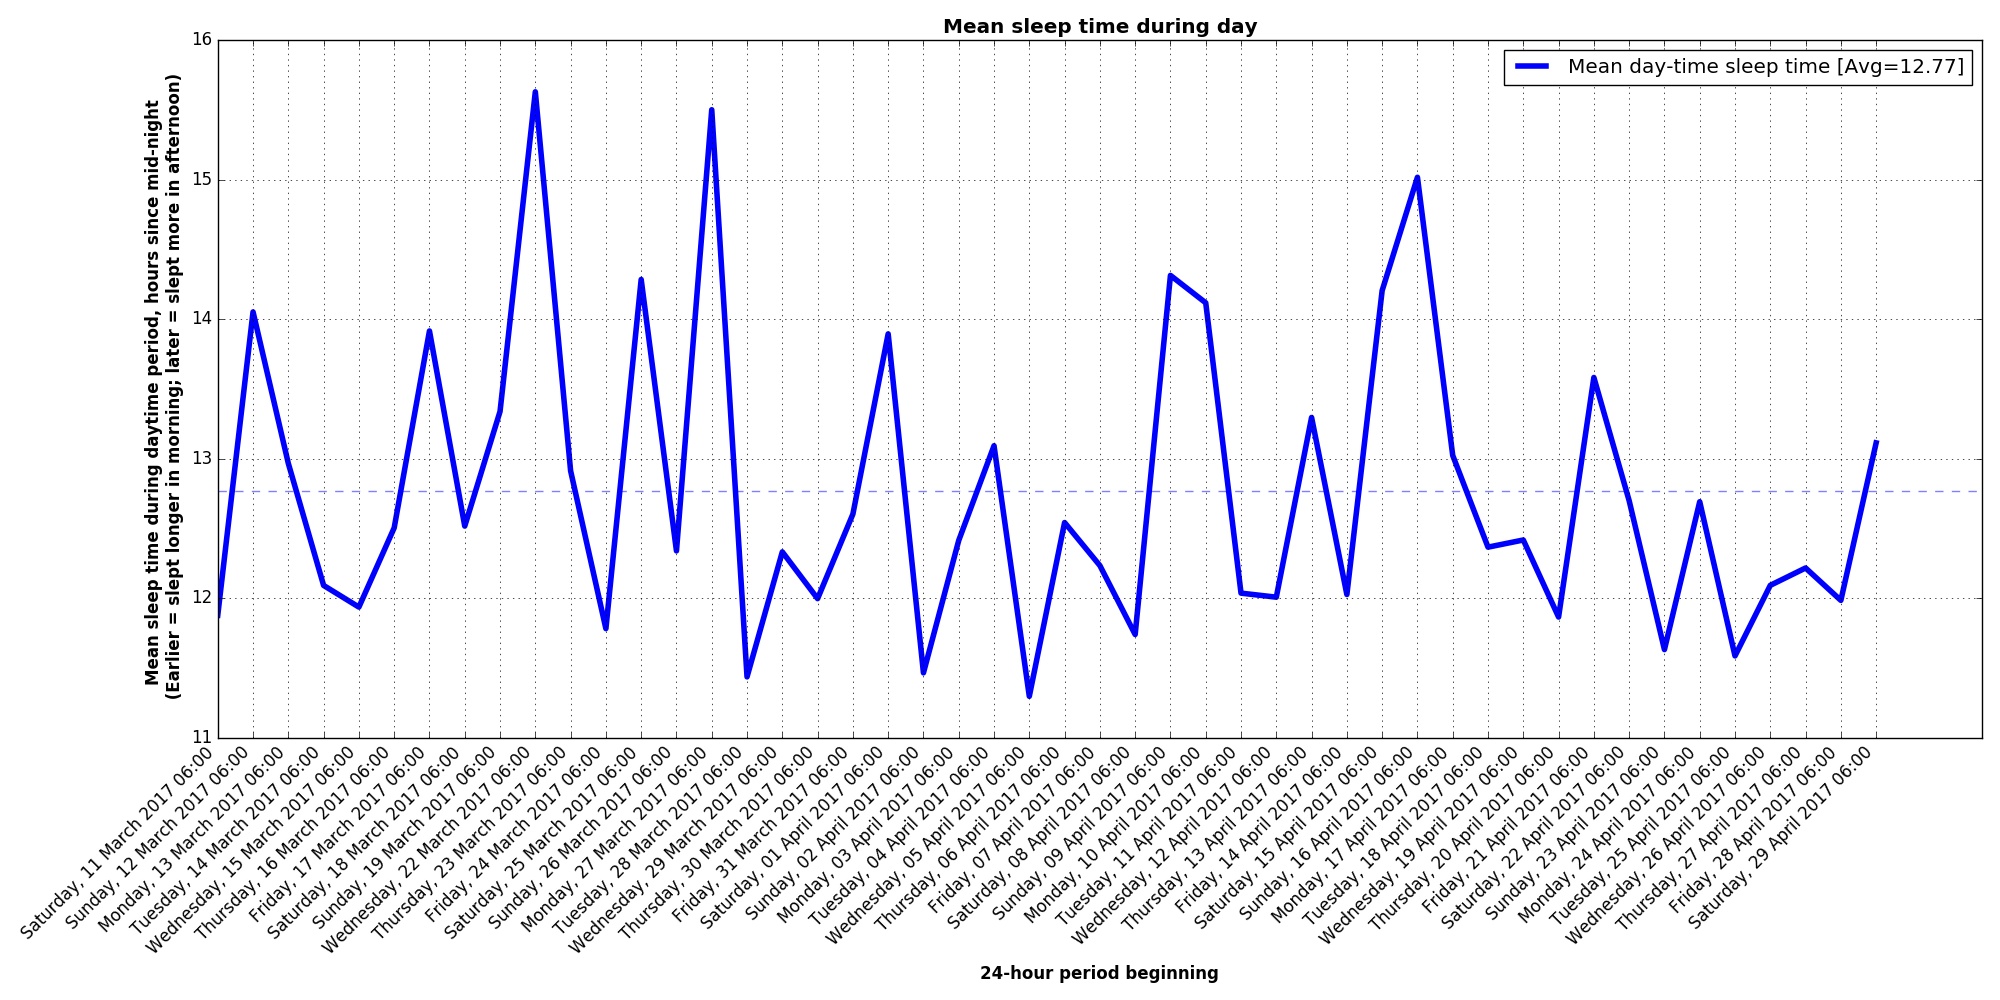 Mean sleep time during day
Mean day-time sleep time [Avg=12.77]
Mean sleep time during daytime period, hours since mid-night
(Earlier = slept longer in morning; later = slept more in afternoon)
16
15
14
13
12
11
Saturday, 11 March 2017 06:00
Sunday, 12 March 2017 06:00
Monday, 13 March 2017 06:00
Tuesday, 14 March 2017 06:00
Wednesday, 15 March 2017 06:00
Thursday, 16 March 2017 06:00
Friday, 17 March 2017 06:00
Saturday, 18 March 2017 06:00
Sunday, 19 March 2017 06:00
Wednesday, 22 March 2017 06:00
Thursday, 23 March 2017 06:00
Friday, 24 March 2017 06:00
Saturday, 25 March 2017 06:00
Sunday, 26 March 2017 06:00
Monday, 27 March 2017 06:00
Tuesday, 28 March 2017 06:00
Wednesday, 29 March 2017 06:00
Thursday, 30 March 2017 06:00
Friday, 31 March 2017 06:00
Saturday, 01 April 2017 06:00
Sunday, 02 April 2017 06:00
Monday, 03 April 2017 06:00
Tuesday, 04 April 2017 06:00
Wednesday, 05 April 2017 06:00
Thursday, 06 April 2017 06:00
Friday, 07 April 2017 06:00
Saturday, 08 April 2017 06:00
Sunday, 09 April 2017 06:00
Monday, 10 April 2017 06:00
Tuesday, 11 April 2017 06:00
Wednesday, 12 April 2017 06:00
Thursday, 13 April 2017 06:00
Friday, 14 April 2017 06:00
Saturday, 15 April 2017 06:00
Sunday, 16 April 2017 06:00
Monday, 17 April 2017 06:00
Tuesday, 18 April 2017 06:00
Wednesday, 19 April 2017 06:00
Thursday, 20 April 2017 06:00
Friday, 21 April 2017 06:00
Saturday, 22 April 2017 06:00
Sunday, 23 April 2017 06:00
Monday, 24 April 2017 06:00
Tuesday, 25 April 2017 06:00
Wednesday, 26 April 2017 06:00
Thursday, 27 April 2017 06:00
Friday, 28 April 2017 06:00
Saturday, 29 April 2017 06:00
24-hour period beginning